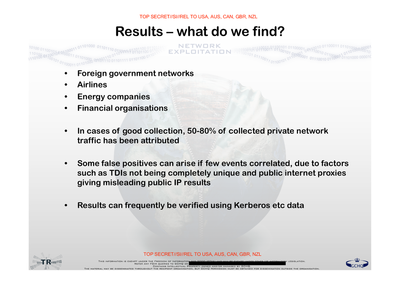 TOP SECRET//SI//REL TO USA, AUS, CAN, GBR, NZL
Results – what do we find?
NETWORK
EXPLOITATION
• Foreign government networks
• Airlines
• Energy companies
• Financial organisations
• In cases of good collection, 50-80% of collected private network
traffic has been attributed
• Some false positives can arise if few events correlated, due to factors
such as TDIs not being completely unique and public internet proxies
giving misleading public IP results
• Results can frequently be verified using Kerberos etc data
TOP SECRET//SI//REL TO USA, AUS, CAN, GBR, NZL
TR
GCHQ